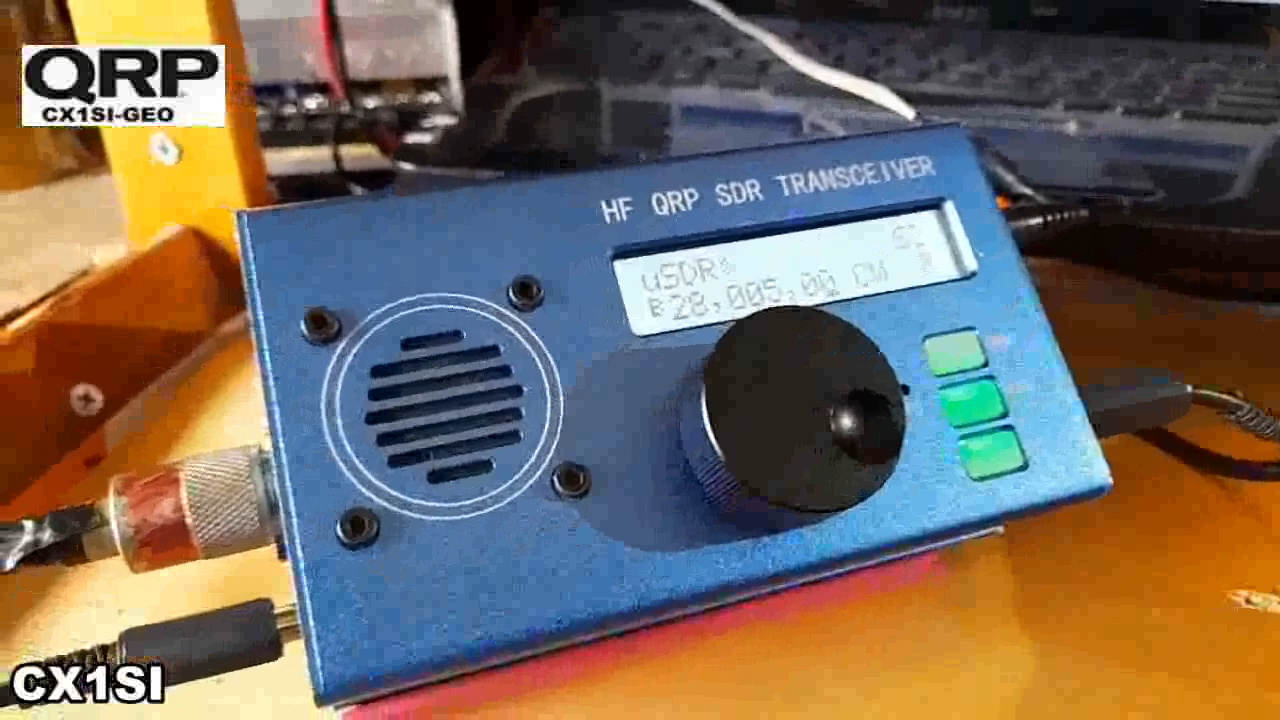 QRP
CX1SI-GEO
HF QRP SDR TRANSCEIVER
uSDR
B 28,005,00 CW
CX1SI